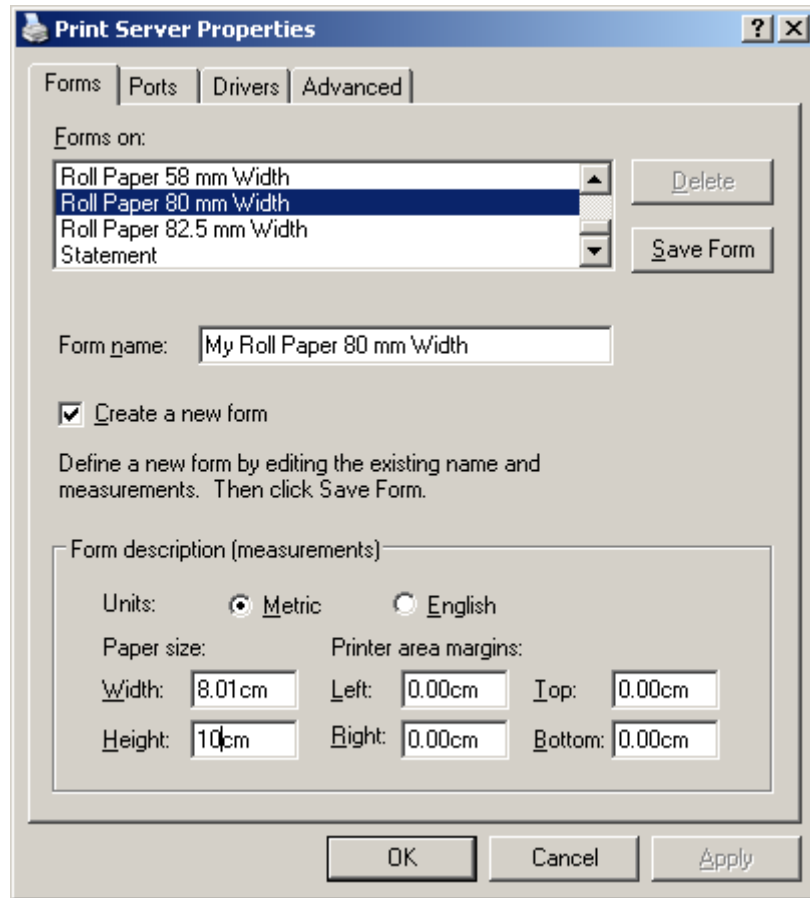 Print Server Properties
Forms Ports Drivers Advanced
Forms on:
Roll Paper 58 mm Width
Roll Paper 80 mm Width
Roll Paper 82.5 mm Width
Statement
Delete
Save Form
Form name: My Roll Paper 80 mm Width
Create a new form
Define a new form by editing the existing name and
measurements. Then click Save Form.
Form description (measurements)
Units: Metric English
Paper size: Printer area margins:
Width: 8.01cm Left: 0.00cm Top: 0.00cm
Height: 10cm Right: 0.00cm Bottom: 0.00cm
OK Cancel Apply